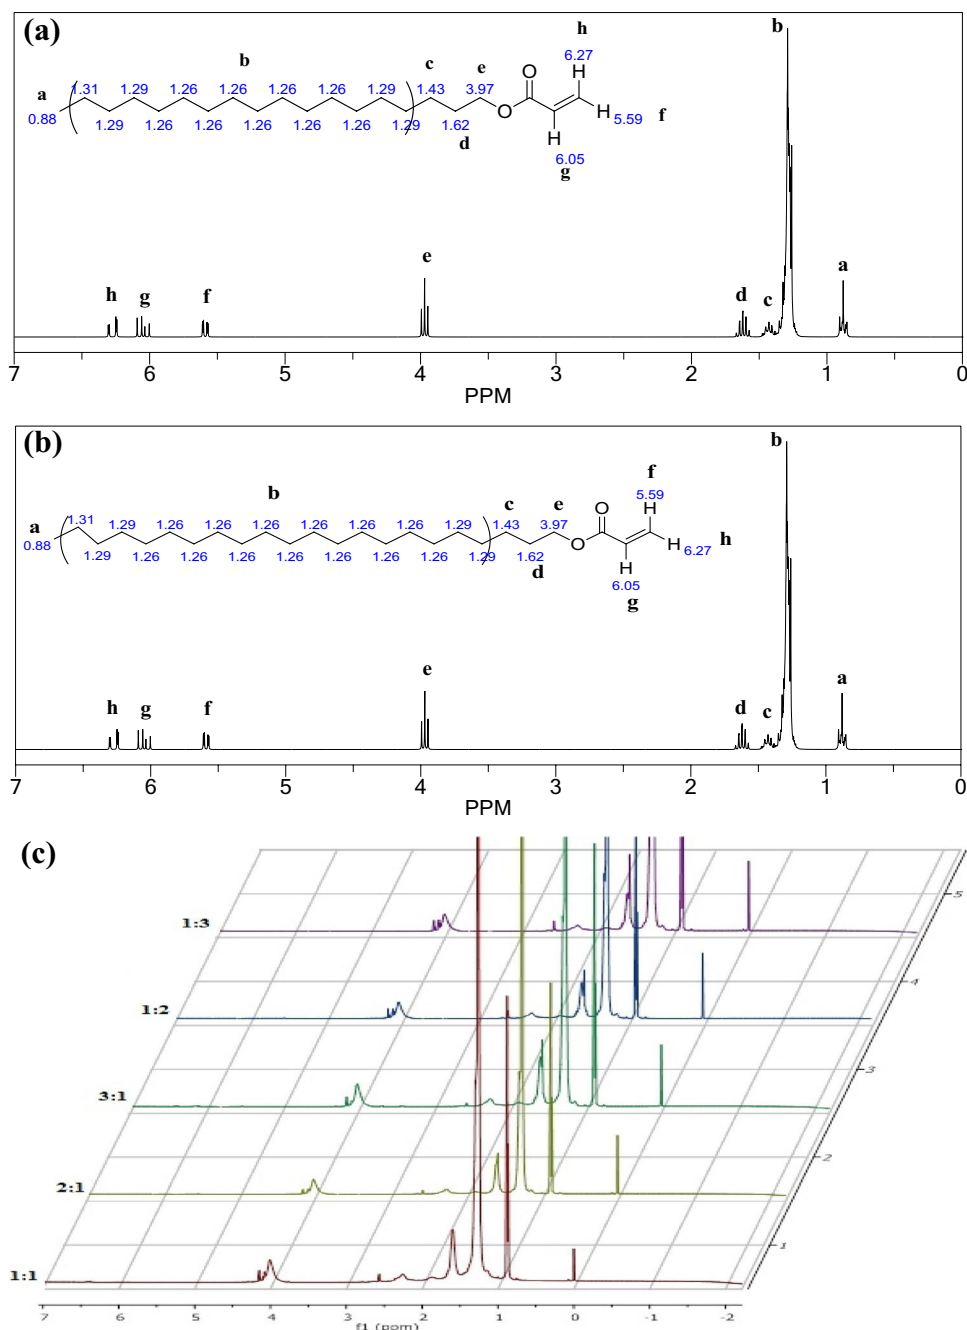 (a)
b
h
6.27
b
c
e
1.31 1.29 1.26 1.26 1.26 1.26 1.29 1.43 3.97
O
H
a
0.88
O
H 5.59 f
1.29 1.26 1.26 1.26 1.26 1.26 1.29 1.62
H
d
6.05
g
a
e
h g f
d
c
7 6 5 4 3 2 1 0
PPM
(b)
b
f
5.59
b
c e
1.31 1.29 1.26 1.26 1.26 1.26 1.26 1.26 1.29 1.43 3.97
O
H
a
0.88
O
H 6.27 h
1.29 1.26 1.26 1.26 1.26 1.26 1.26 1.29 1.62
H
d
6.05
g
e
a
h g f
d c
7 6 5 4 3 2 1 0
PPM
(c)
5
1:3
4
1:2
3
3:1
2
2:1
1
1:1
7 6 5 4 3 2 1 0 -1 -2
f1 (ppm)